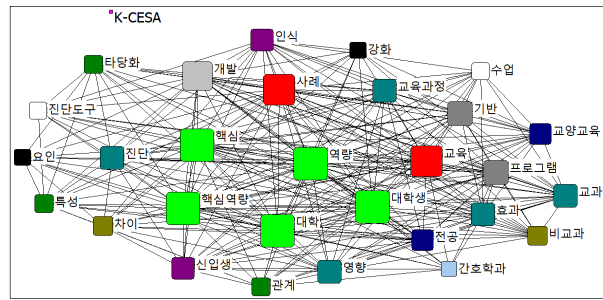 K-CESA
인식
강화
타당화
개발
사례
수업
교육과정
기반
진단도구
교양교육
핵심
요인
진단
역량
교육
프로그램
교과
특성
핵심역량
대학생
효과
차이
대학
전공
비교과
신입생
영향
간호학과
관계